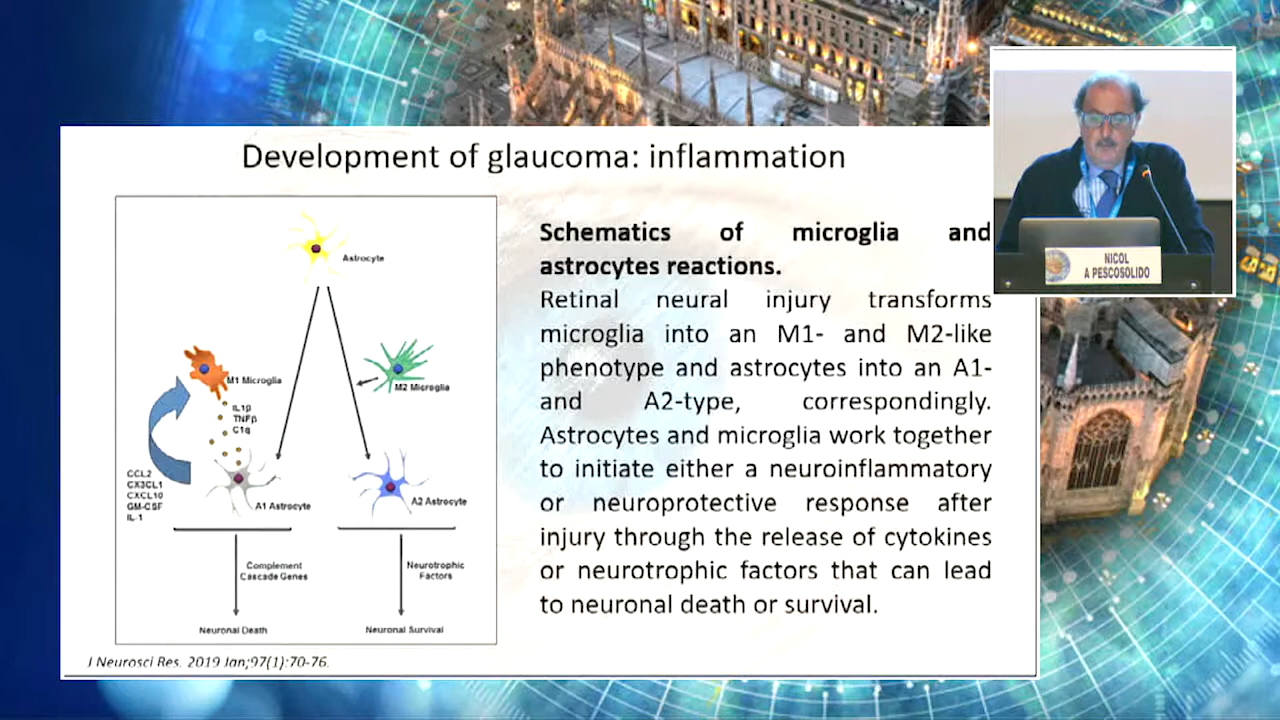 Development of glaucoma: inflammation
Astrocyte
M1 Microglia
M2 Microglia
IL1β
TNFβ
C1q
CCL2
CX3CL1
CXCL10
GM-CSF
IL-1
A1 Astrocyte
A2 Astrocyte
Complement
Cascade Genes
Neurotrophic
Factors
Neuronal Death
Neuronal Survival
J Neurosci Res. 2019 Jan;97(1):70-76.
Schematics of microglia and
astrocytes reactions.
Retinal neural injury transforms
microglia into an M1- and M2-like
phenotype and astrocytes into an A1-
and A2-type, correspondingly.
Astrocytes and microglia work together
to initiate either a neuroinflammatory
or neuroprotective response after
injury through the release of cytokines
or neurotrophic factors that can lead
to neuronal death or survival.
NICOL
A PESCOSOLIDO